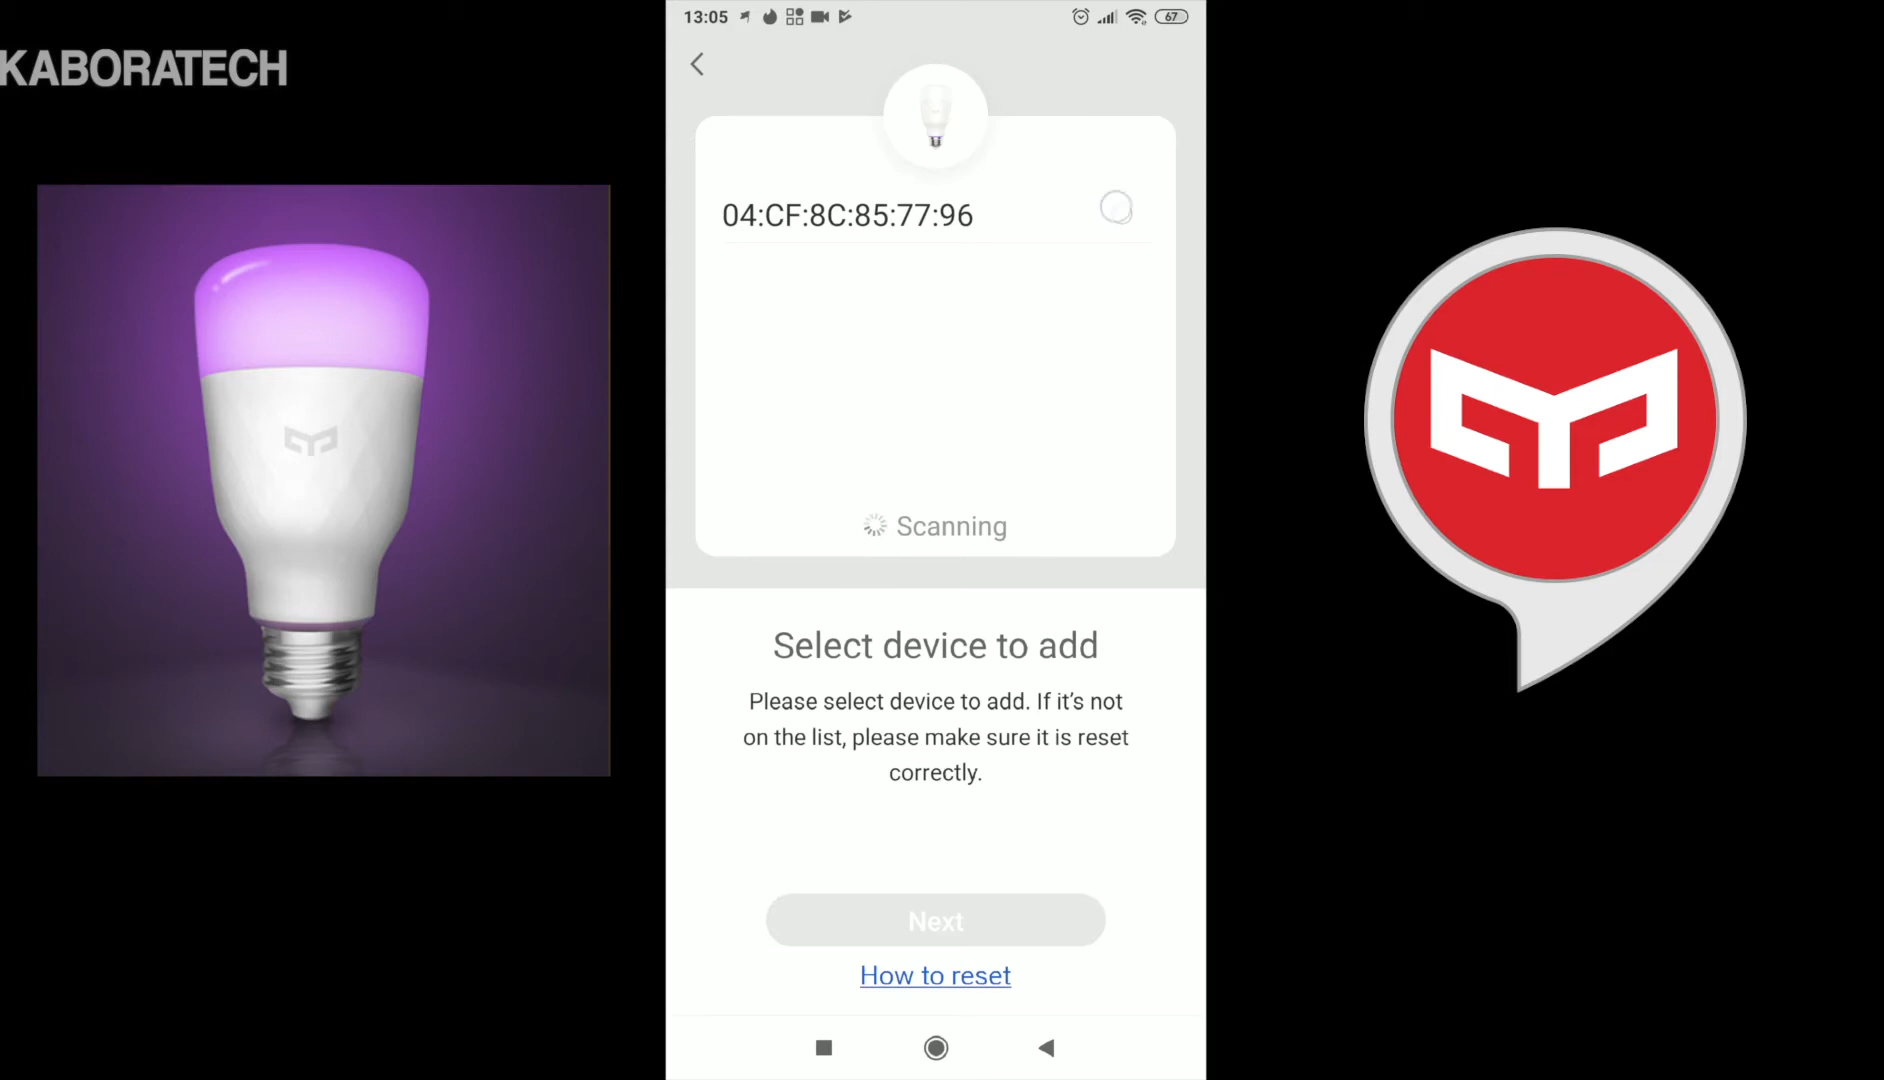 KABORATECH
13:05
67
04:CF:8C:85:77:96
Scanning
Select device to add
Please select device to add. If it's not
on the list, please make sure it is reset
correctly.
Next
How to reset